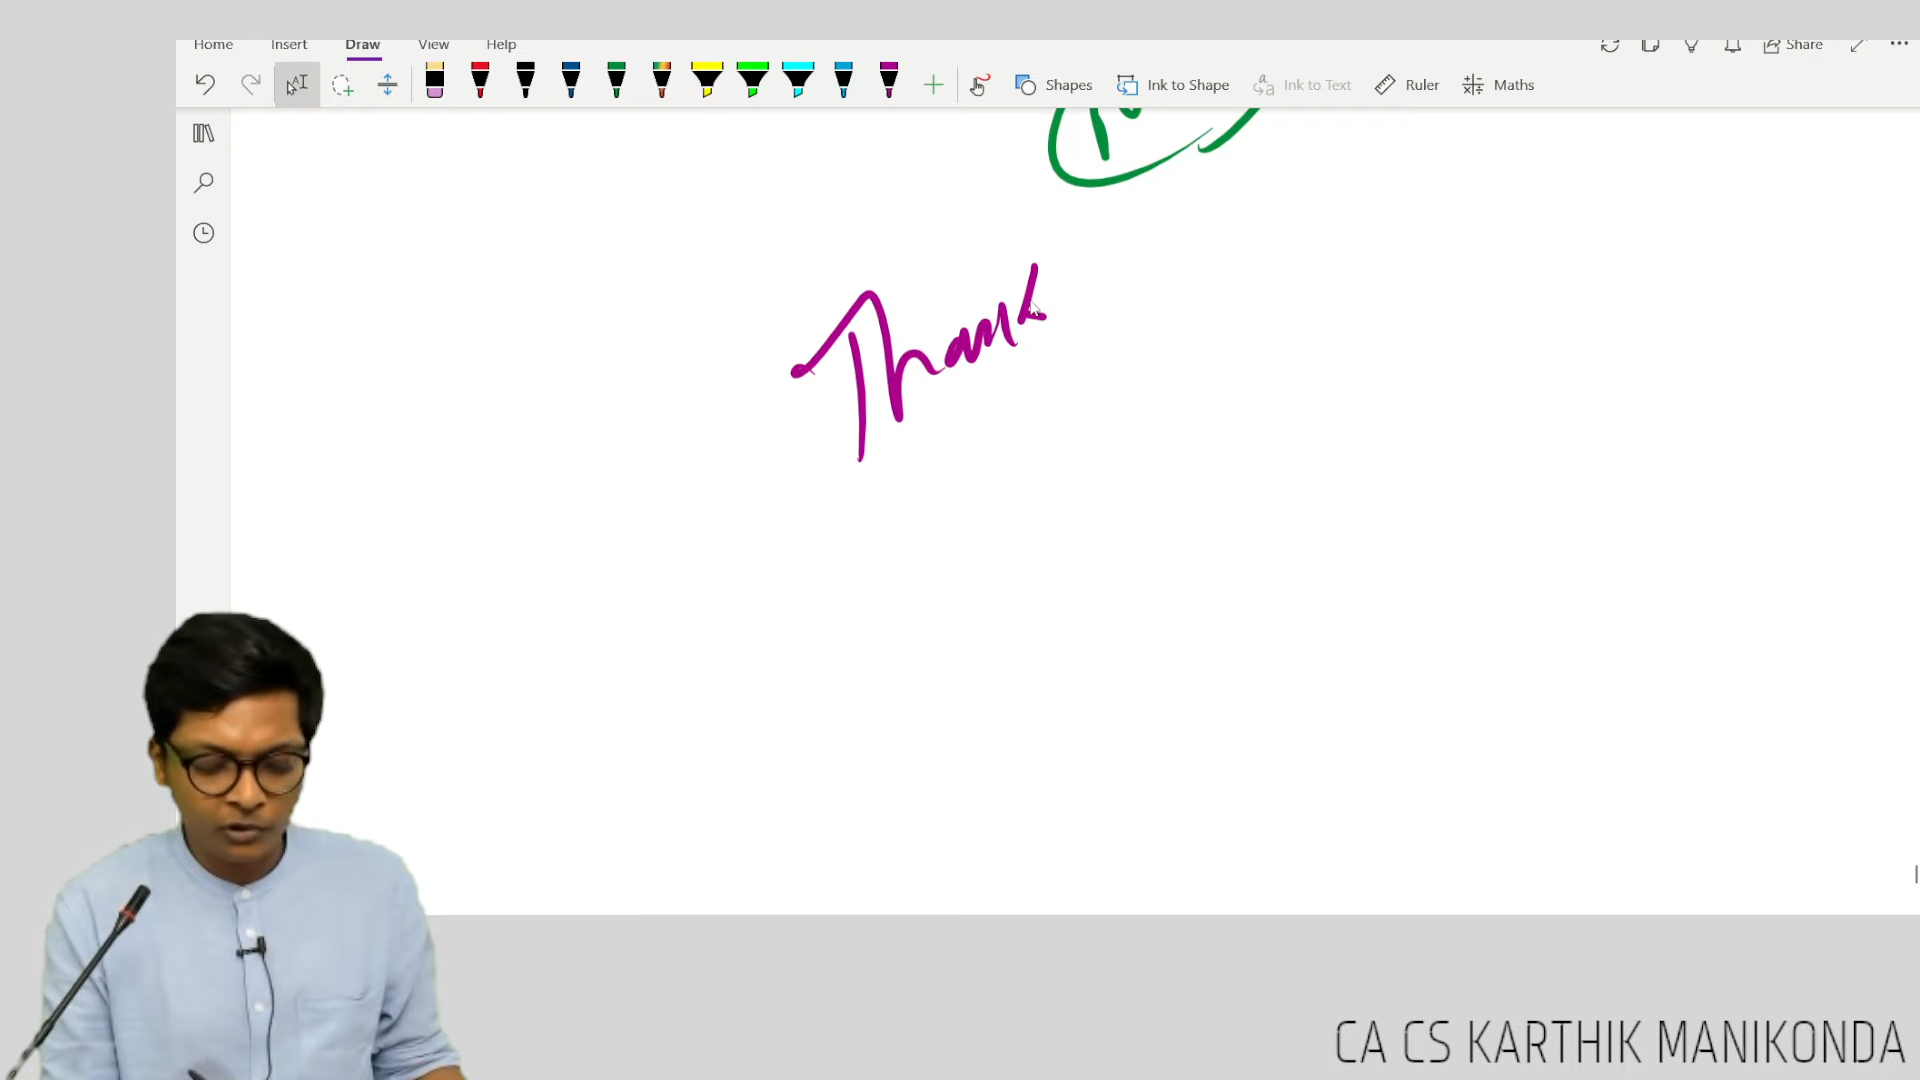 Home Insert Draw View Help Share
Shapes Ink to Shape Ink to Text Ruler Maths
Thank
CA CS KARTHIK MANIKONDA